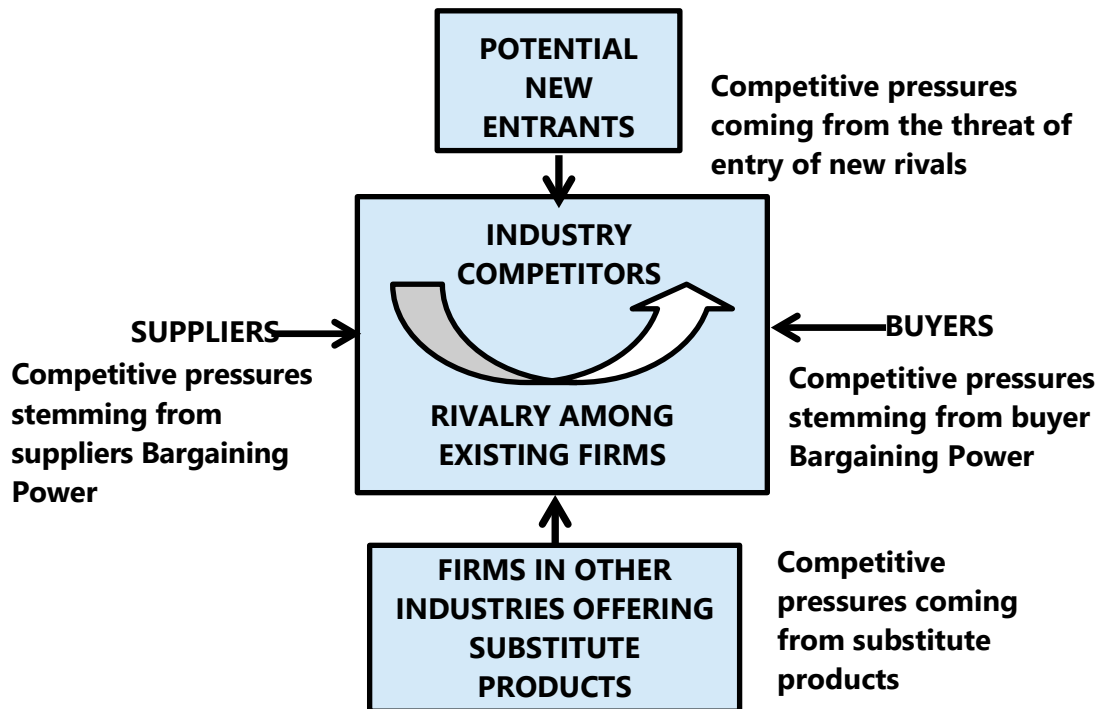 POTENTIAL
NEW
ENTRANTS
Competitive pressures
coming from the threat of
entry of new rivals
INDUSTRY
COMPETITORS
SUPPLIERS
Competitive pressures
stemming from
suppliers Bargaining
Power
RIVALRY AMONG
EXISTING FIRMS
BUYERS
Competitive pressures
stemming from buyer
Bargaining Power
FIRMS IN OTHER
INDUSTRIES OFFERING
SUBSTITUTE
PRODUCTS
Competitive
pressures coming
from substitute
products